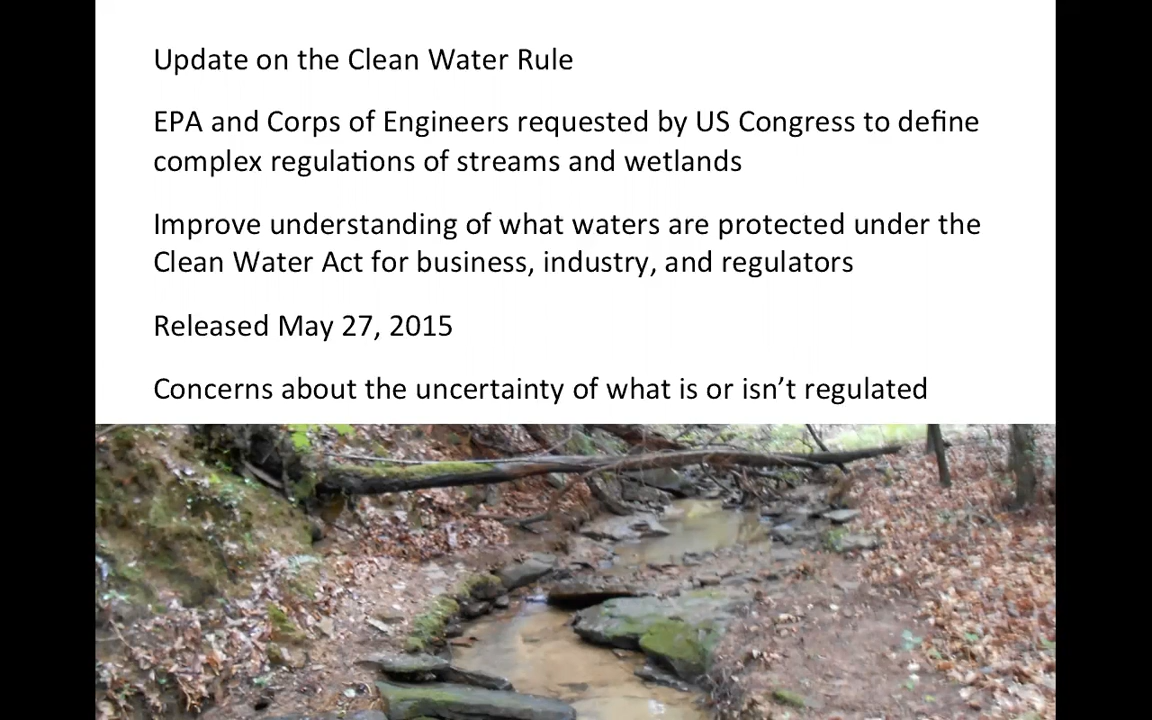 Update on the Clean Water Rule
EPA and Corps of Engineers requested by US Congress to define
complex regulations of streams and wetlands
Improve understanding of what waters are protected under the
Clean Water Act for business, industry, and regulators
Released May 27, 2015
Concerns about the uncertainty of what is or isn’t regulated